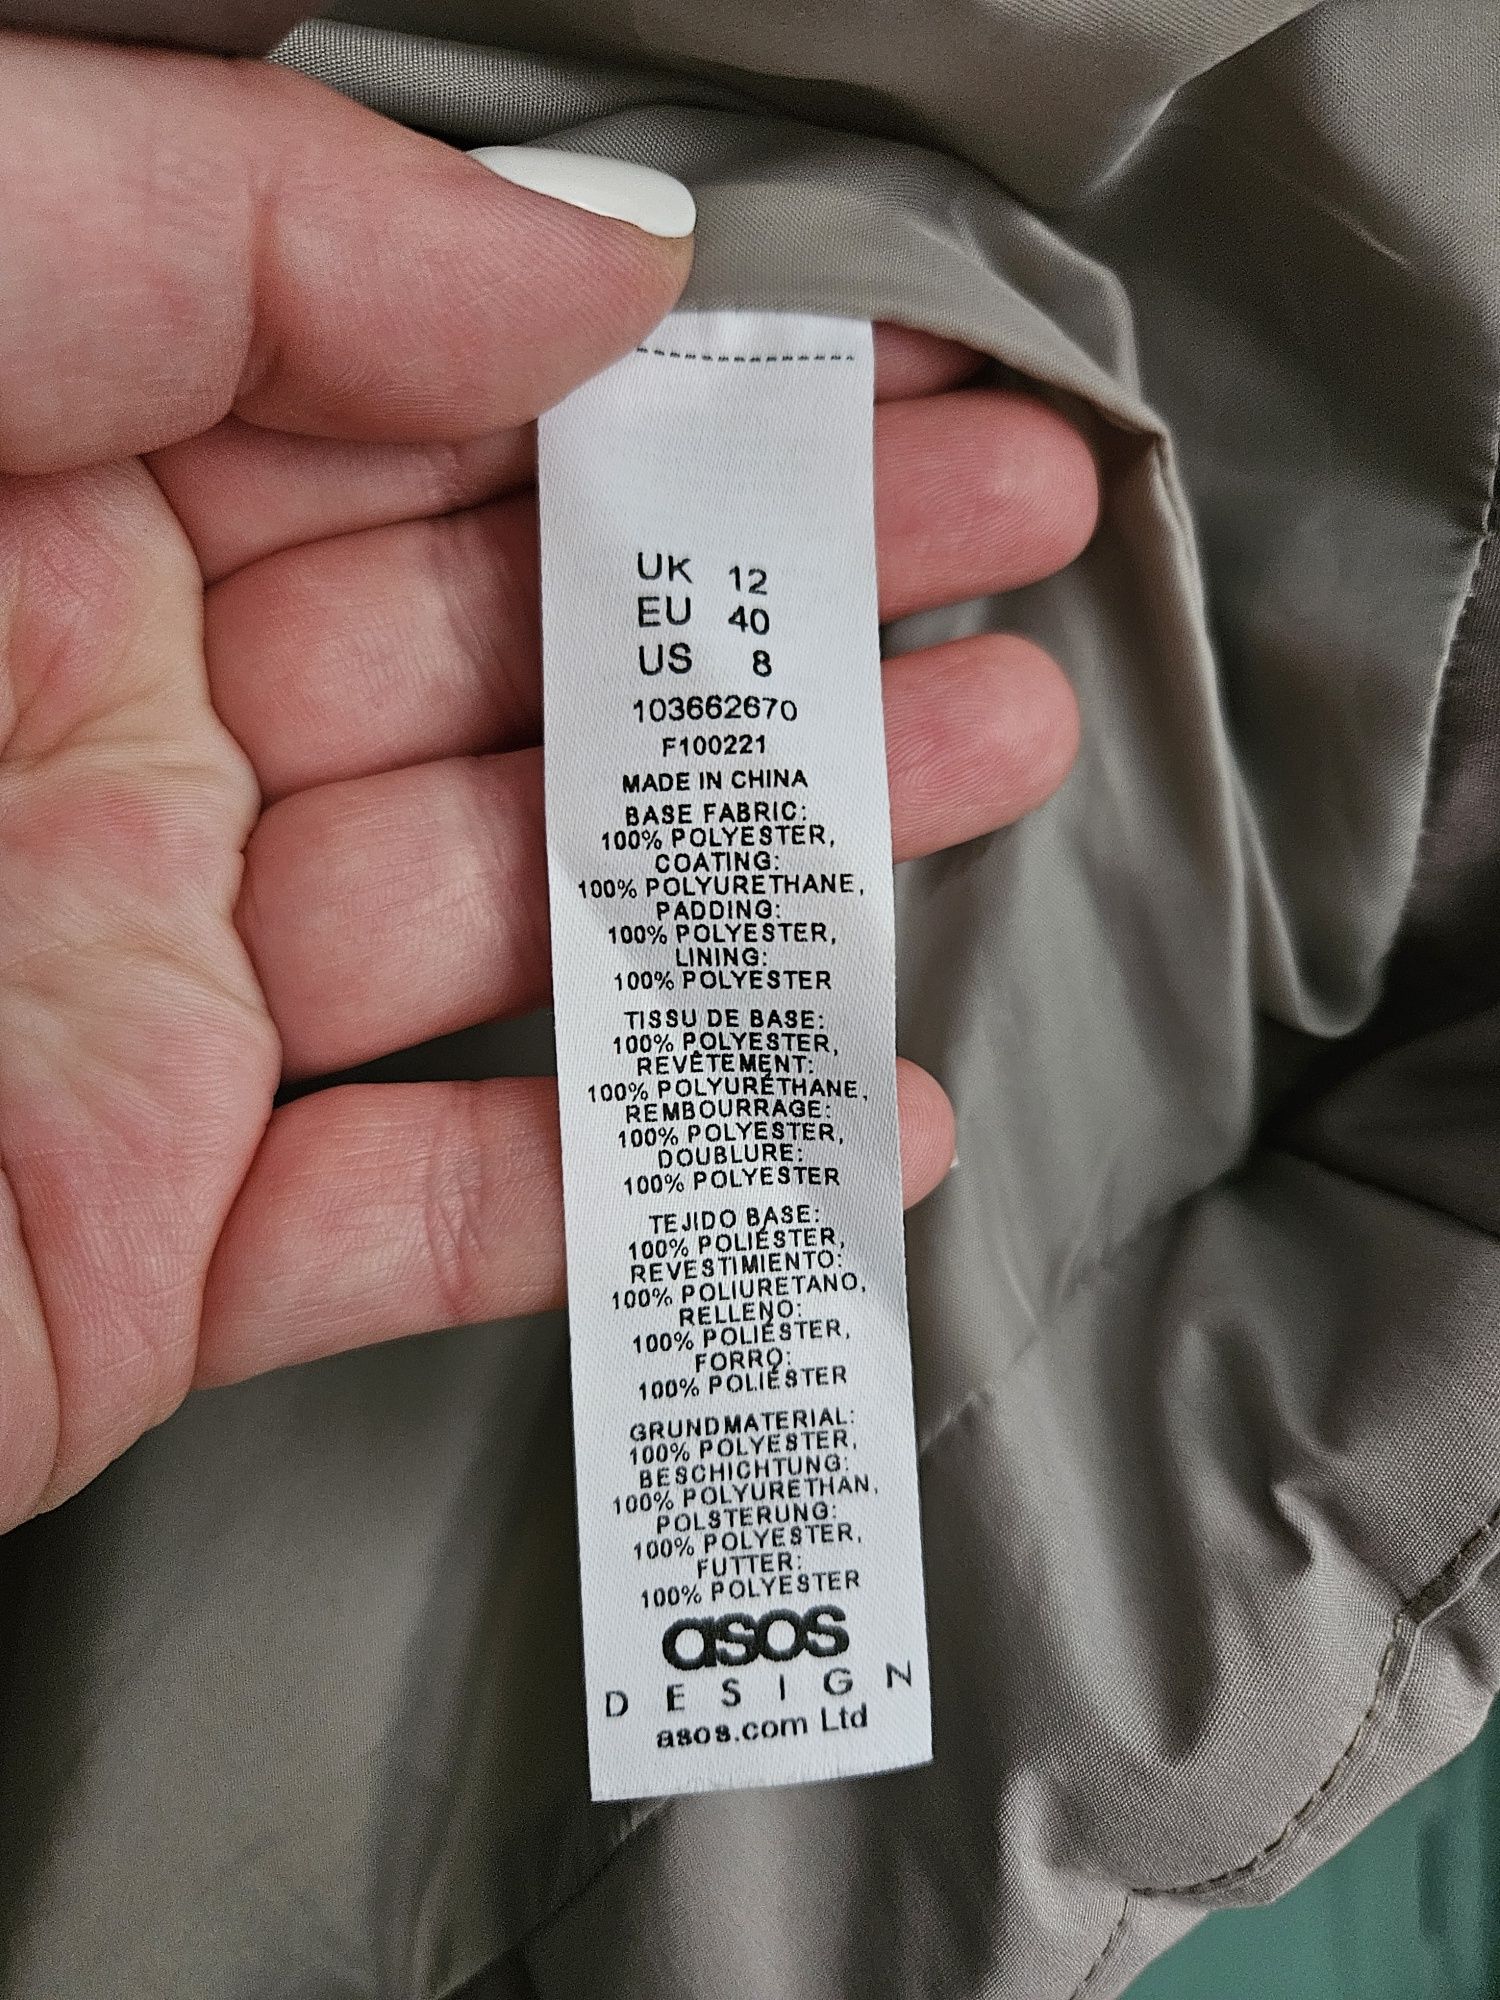 UK 12
EU 40
US 8
103662670
F100221
MADE IN CHINA
BASE FABRIC:
100% POLYESTER,
COATING:
100% POLYURETHANE,
PADDING:
100% POLYESTER,
LINING:
100% POLYESTER
TISSU DE BASE:
100% POLYESTER,
REVÊTEMENT:
100% POLYURÉTHANE,
REMBOURRAGE:
100% POLYESTER,
DOUBLURE:
100% POLYESTER
TEJIDO BASE:
100% POLIÉSTER,
REVESTIMIENTO:
100% POLIURETANO,
RELLENO:
100% POLIÉSTER,
FORRO:
100% POLIÉSTER
GRUNDMATERIAL:
100% POLYESTER,
BESCHICHTUNG:
100% POLYURETHAN,
POLSTERUNG:
100% POLYESTER,
FUTTER:
100% POLYESTER
asos
DESIGN
asos.com Ltd